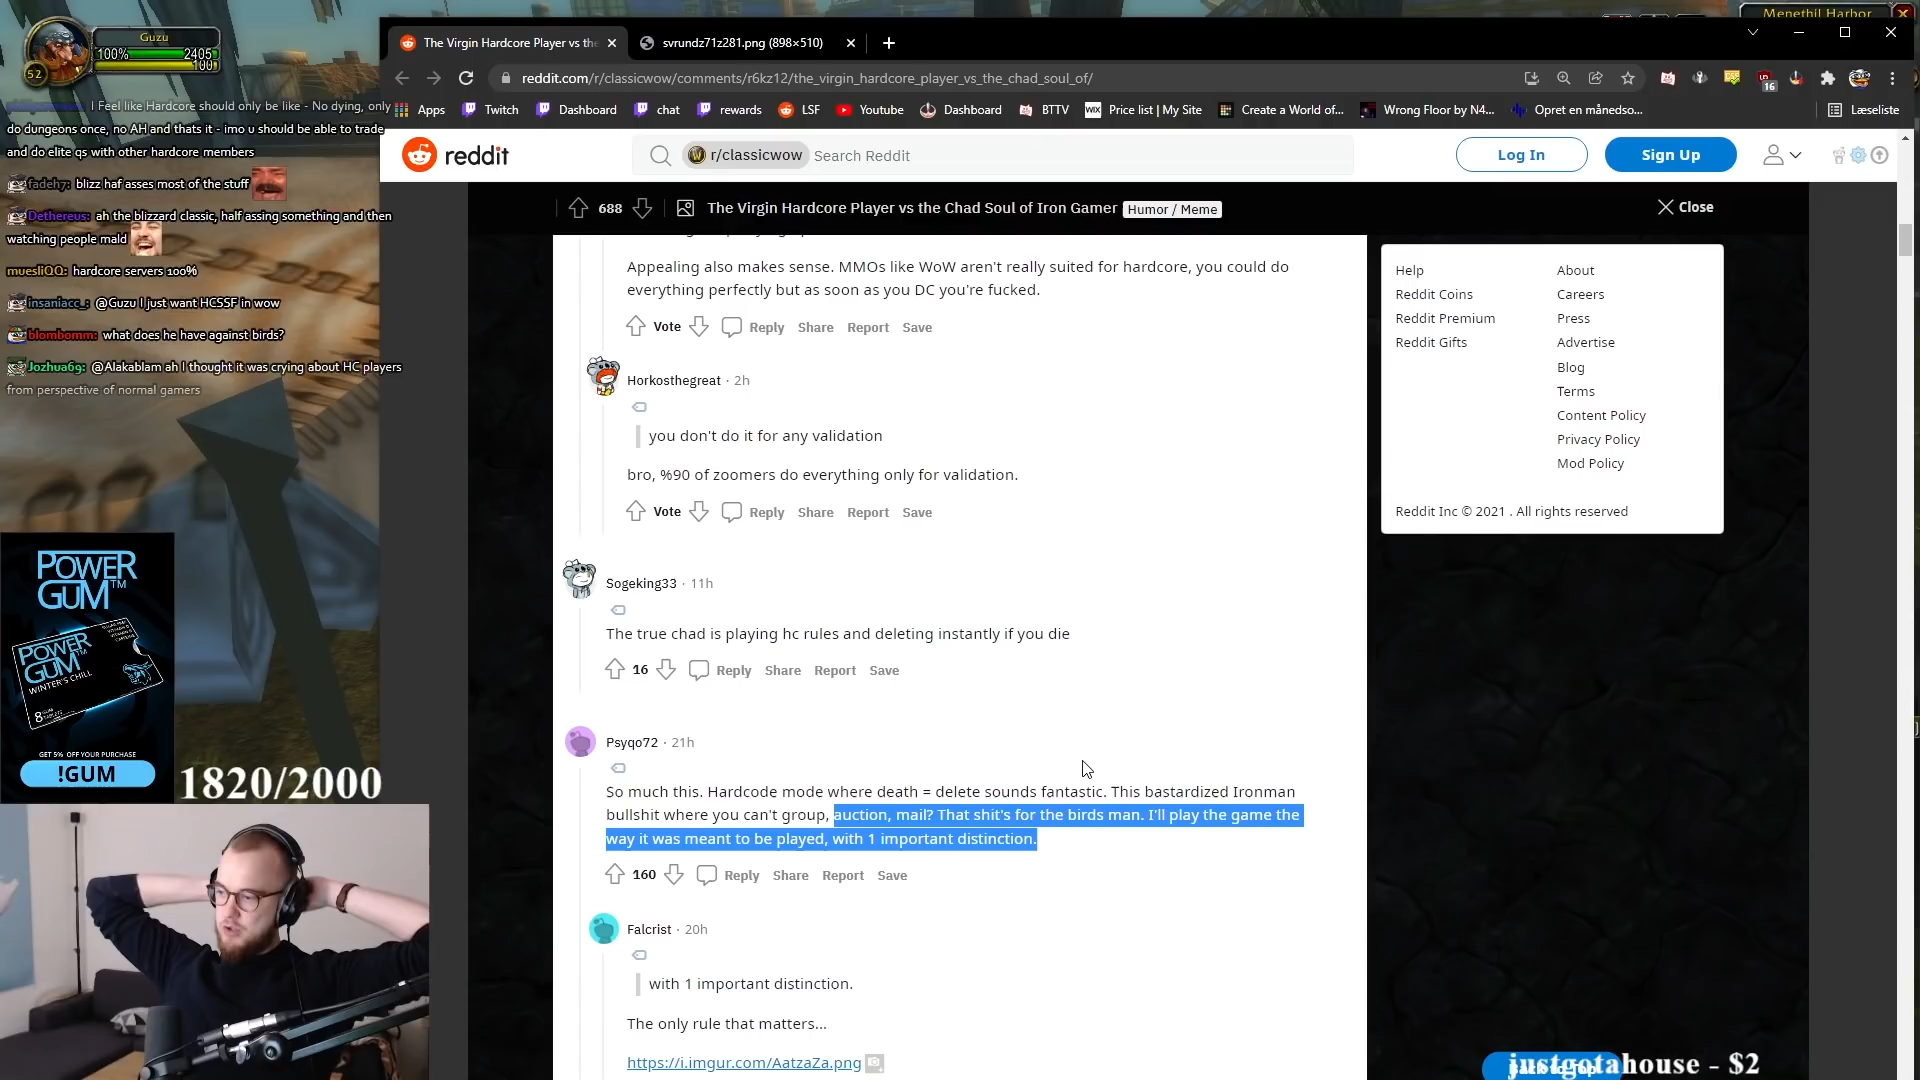 Guzu
100% 2405
100
52
Menethil Harbor
The Virgin Hardcore Player vs the
svrundz71z281.png (898×510)
reddit.com/r/classicwow/comments/r6kz12/the_virgin_hardcore_player_vs_the_chad_soul_of/
16
Apps
Twitch
Dashboard
chat
rewards
LSF
Youtube
Dashboard
BTTV
Price list | My Site
Create a World of...
Wrong Floor by N4...
Opret en månedso...
Læseliste
I Feel like Hardcore should only be like - No dying, only
do dungeons once, no AH and thats it - imo u should be able to trade
and do elite qs with other hardcore members
fadeh7: blizz haf asses most of the stuff
Dethereus: ah the blizzard classic, half assing something and then
watching people mald
muesliQQ: hardcore servers 100%
insaniacc_: @Guzu I just want HCSSF in wow
blombomm: what does he have against birds?
Jozhua69: @Alakablam ah I thought it was crying about HC players
from perspective of normal gamers
reddit
r/classicwow
Search Reddit
Log In
Sign Up
688
The Virgin Hardcore Player vs the Chad Soul of Iron Gamer
Humor / Meme
Close
Appealing also makes sense. MMOs like WoW aren't really suited for hardcore, you could do
everything perfectly but as soon as you DC you're fucked.
Vote Reply Share Report Save
Horkosthegreat · 2h
you don't do it for any validation
bro, %90 of zoomers do everything only for validation.
Vote Reply Share Report Save
Sogeking33 · 11h
The true chad is playing hc rules and deleting instantly if you die
16 Reply Share Report Save
Psyqo72 · 21h
So much this. Hardcode mode where death = delete sounds fantastic. This bastardized Ironman
bullshit where you can't group, auction, mail? That shit's for the birds man. I'll play the game the
way it was meant to be played, with 1 important distinction.
160 Reply Share Report Save
Falcrist · 20h
with 1 important distinction.
The only rule that matters...
https://i.imgur.com/AatzaZa.png
Help
Reddit Coins
Reddit Premium
Reddit Gifts
About
Careers
Press
Advertise
Blog
Terms
Content Policy
Privacy Policy
Mod Policy
Reddit Inc © 2021 . All rights reserved
POWER
GUM™
POWER
GUM
WINTER'S CHILL
8
GET 5% OFF YOUR PURCHASE
!GUM
1820/2000
justgotahouse - $2